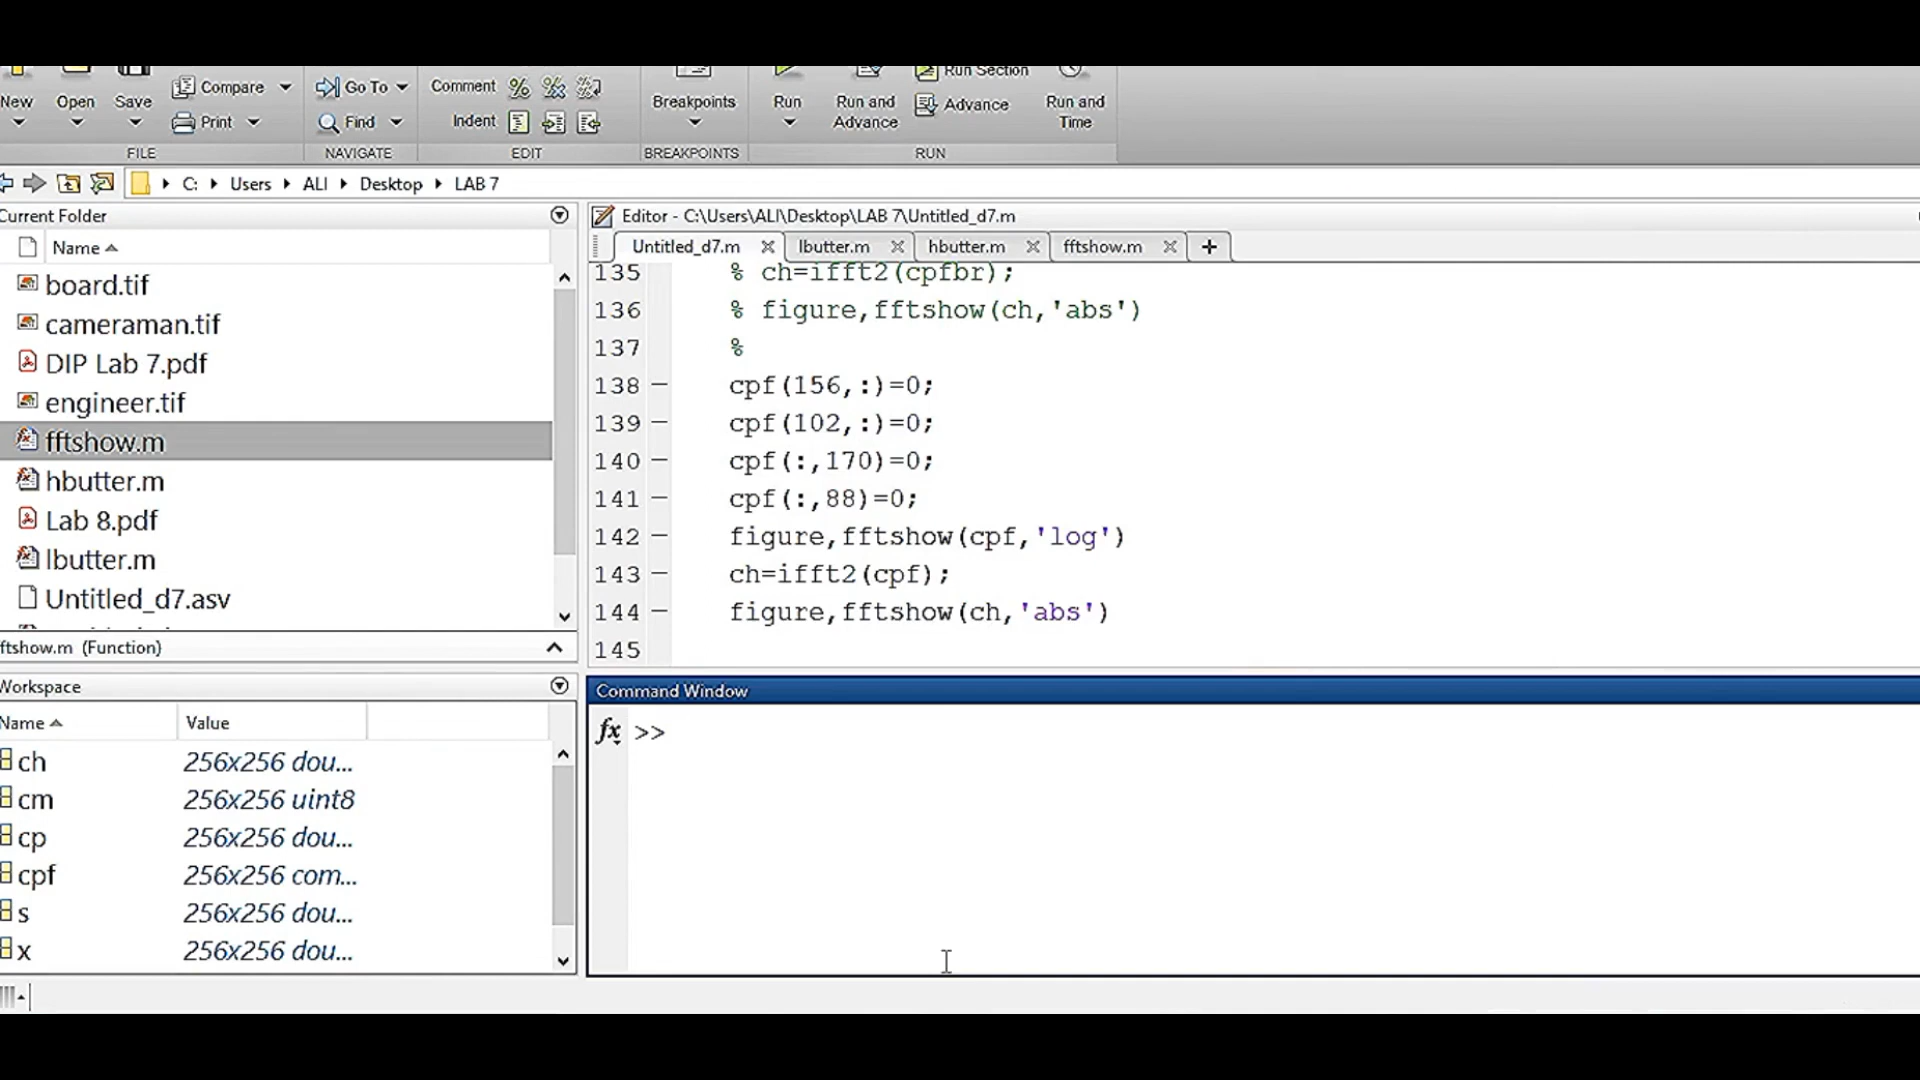 New Open Save Compare Print Go To Find Comment Indent Breakpoints Run Run and Advance Run Section Advance Run and Time
FILE NAVIGATE EDIT BREAKPOINTS RUN
C: Users ALI Desktop LAB 7
Current Folder
Name
board.tif
cameraman.tif
DIP Lab 7.pdf
engineer.tif
fftshow.m
hbutter.m
Lab 8.pdf
lbutter.m
Untitled_d7.asv
ftshow.m (Function)
Workspace
Name Value
ch 256x256 dou...
cm 256x256 uint8
cp 256x256 dou...
cpf 256x256 com...
s 256x256 dou...
x 256x256 dou...
Editor - C:\Users\ALI\Desktop\LAB 7\Untitled_d7.m
Untitled_d7.m lbutter.m hbutter.m fftshow.m
135 % ch=ifft2(cpfbr);
136 % figure,fftshow(ch,'abs')
137 %
138 cpf(156,:)=0;
139 cpf(102,:)=0;
140 cpf(:,170)=0;
141 cpf(:,88)=0;
142 figure,fftshow(cpf,'log')
143 ch=ifft2(cpf);
144 figure,fftshow(ch,'abs')
145
Command Window
fx >>